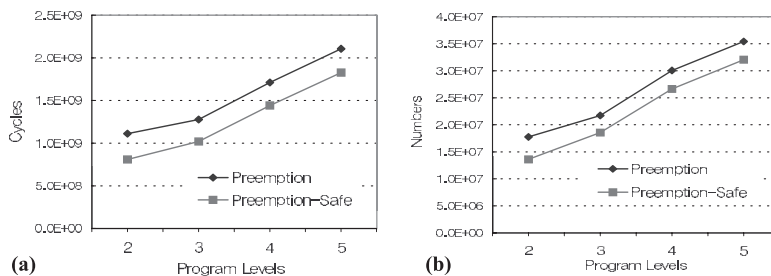 2.5E+09
2.0E+09
1.5E+09
1.0E+09
5.0E+08
0.0E+00
Cycles
Preemption
Preemption-Safe
2 3 4 5
Program Levels
(a)
4.0E+07
3.5E+07
3.0E+07
2.5E+07
2.0E+07
1.5E+07
1.0E+07
5.0E+06
0.0E+00
Numbers
Preemption
Preemption-Safe
2 3 4 5
Program Levels
(b)